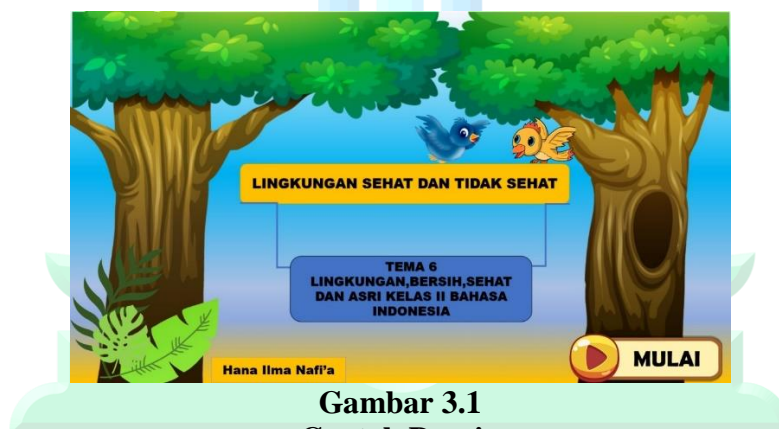 LINGKUNGAN SEHAT DAN TIDAK SEHAT
TEMA 6
LINGKUNGAN,BERSIH,SEHAT
DAN ASRI KELAS II BAHASA
INDONESIA
Hana Ilma Nafi'a
MULAI
Gambar 3.1